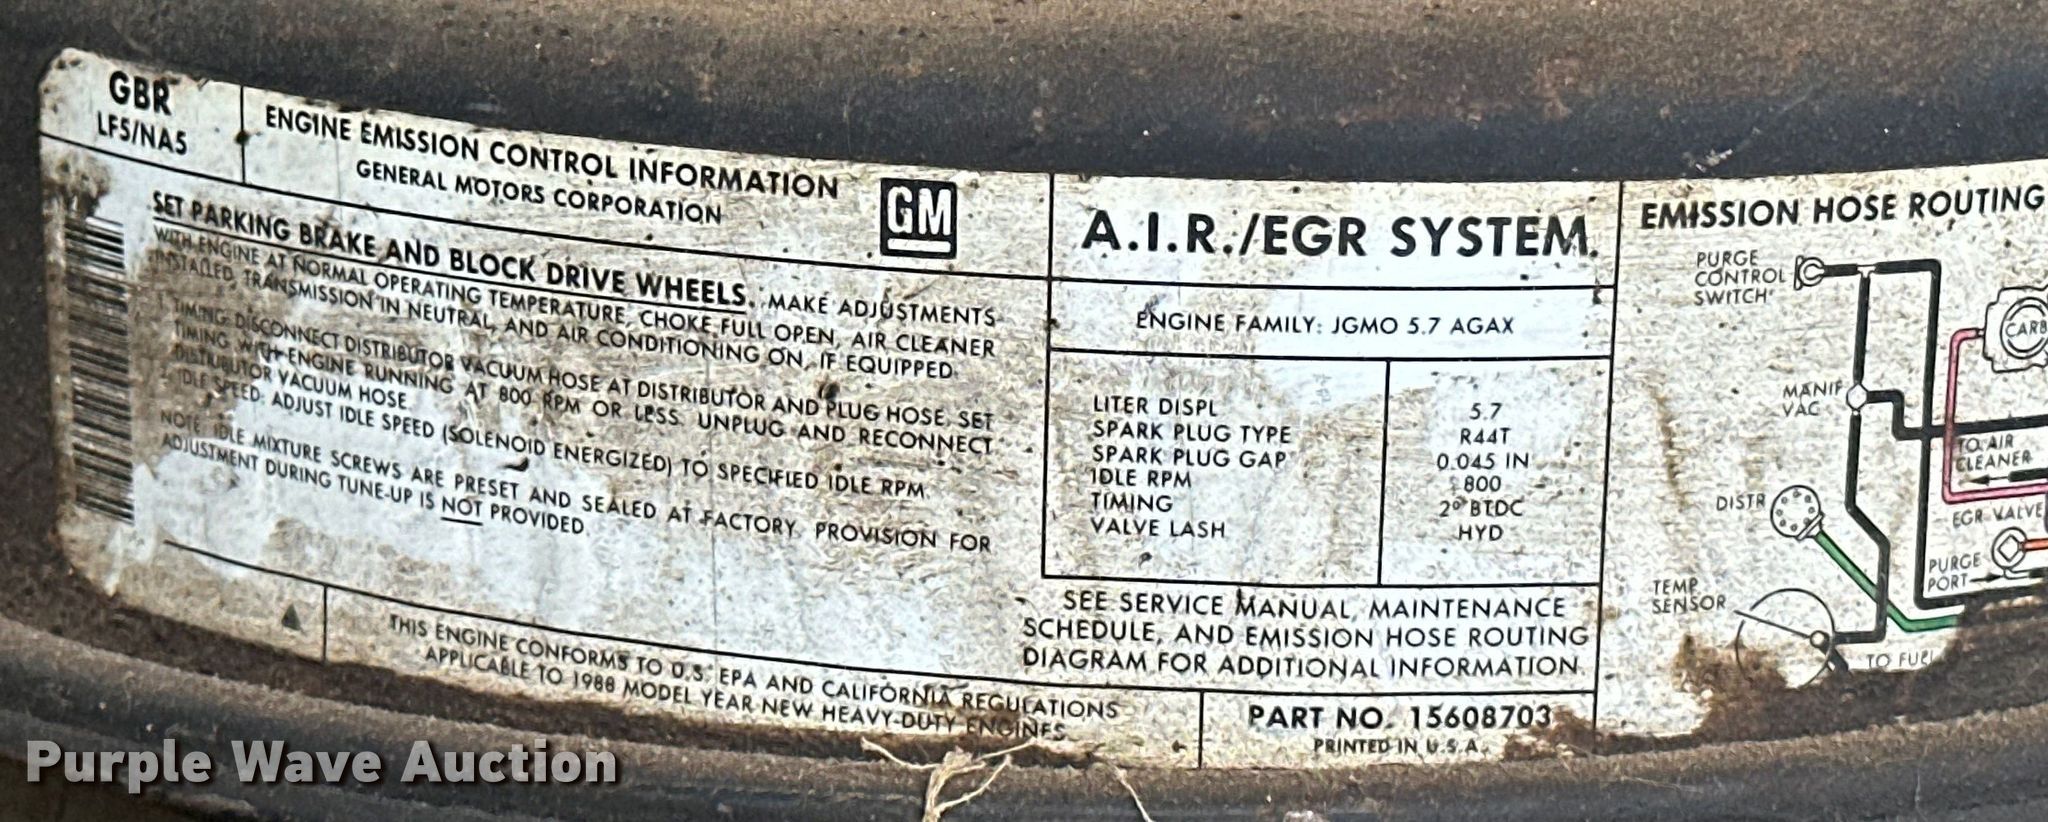 GBR
LF5/NA5
ENGINE EMISSION CONTROL INFORMATION
GENERAL MOTORS CORPORATION
GM
SET PARKING BRAKE AND BLOCK DRIVE WHEELS. MAKE ADJUSTMENTS
WITH ENGINE AT NORMAL OPERATING TEMPERATURE, CHOKE FULL OPEN, AIR CLEANER
INSTALLED, TRANSMISSION IN NEUTRAL, AND AIR CONDITIONING ON, IF EQUIPPED.
1. TIMING: DISCONNECT DISTRIBUTOR VACUUM HOSE AT DISTRIBUTOR AND PLUG HOSE. SET
TIMING WITH ENGINE RUNNING AT 800 RPM OR LESS. UNPLUG AND RECONNECT
DISTRIBUTOR VACUUM HOSE.
2. IDLE SPEED: ADJUST IDLE SPEED (SOLENOID ENERGIZED) TO SPECIFIED IDLE RPM.
NOTE: IDLE MIXTURE SCREWS ARE PRESET AND SEALED AT FACTORY. PROVISION FOR
ADJUSTMENT DURING TUNE-UP IS NOT PROVIDED.
THIS ENGINE CONFORMS TO U.S. EPA AND CALIFORNIA REGULATIONS
APPLICABLE TO 1988 MODEL YEAR NEW HEAVY-DUTY ENGINES.
A.I.R./EGR SYSTEM
ENGINE FAMILY: JGMO 5.7 AGAX
LITER DISPL 5.7
SPARK PLUG TYPE R44T
SPARK PLUG GAP 0.045 IN
IDLE RPM 800
TIMING 2° BTDC
VALVE LASH HYD
SEE SERVICE MANUAL, MAINTENANCE
SCHEDULE, AND EMISSION HOSE ROUTING
DIAGRAM FOR ADDITIONAL INFORMATION.
PART NO. 15608703
PRINTED IN U.S.A.
EMISSION HOSE ROUTING
PURGE
CONTROL
SWITCH
CARB
MANIF
VAC
TO AIR
CLEANER
DISTR
EGR VALVE
PURGE
PORT
TEMP
SENSOR
TO FUEL
Purple Wave Auction